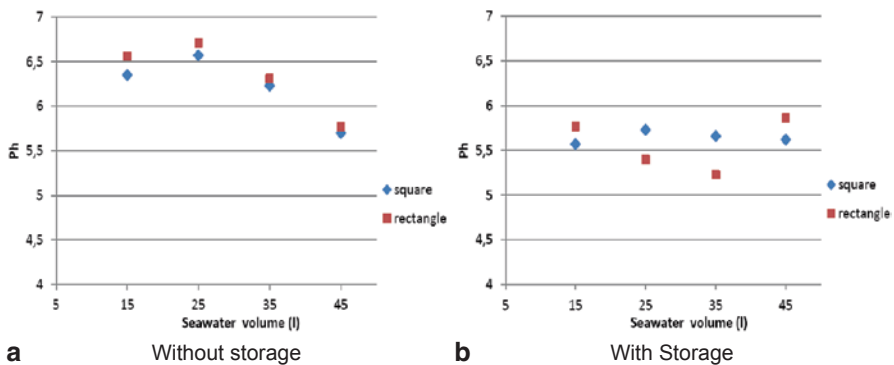 7
6,5
6
5,5
5
4,5
4
Ph
5 15 25 35 45
Seawater volume (l)
square
rectangle
a Without storage
7
6,5
6
5,5
5
4,5
4
Ph
5 15 25 35 45
Seawater volume (l)
square
rectangle
b With Storage